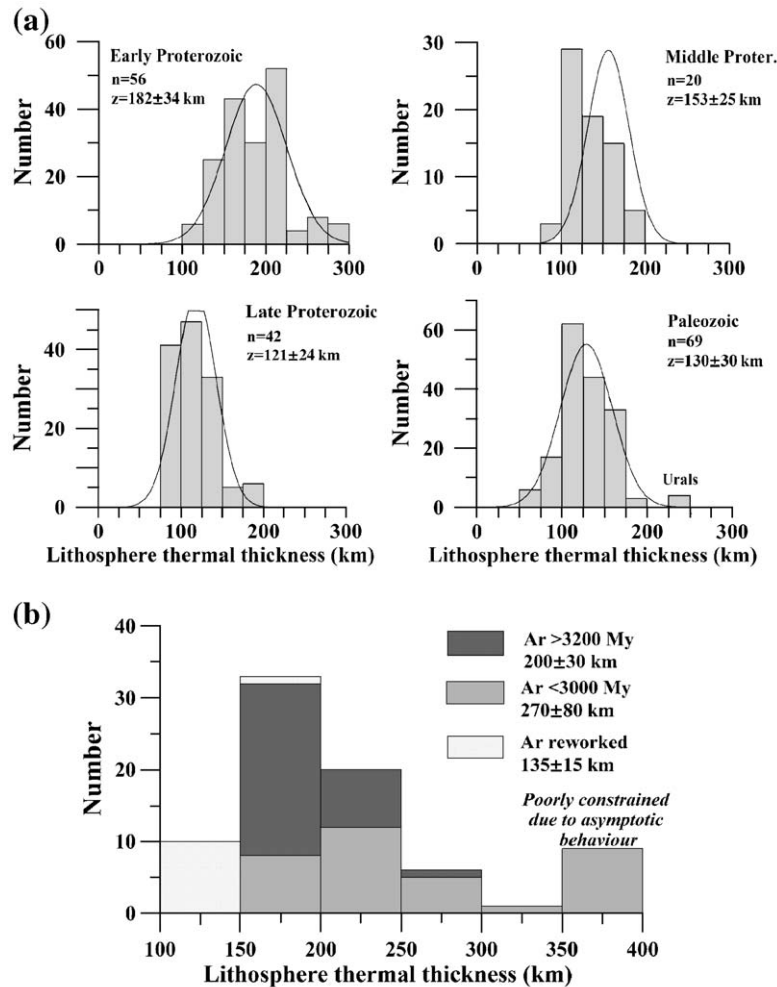 (a)
60
40
20
0
Number
Early Proterozoic
n=56
z=182±34 km
0
100
200
300
30
20
10
0
Number
Middle Proter.
n=20
z=153±25 km
0
100
200
300
40
20
0
Number
Late Proterozoic
n=42
z=121±24 km
0
100
200
300
Lithosphere thermal thickness (km)
60
40
20
0
Number
Paleozoic
n=69
z=130±30 km
Urals
0
100
200
300
Lithosphere thermal thickness (km)
(b)
40
30
20
10
0
Number
Ar >3200 My
200±30 km
Ar <3000 My
270±80 km
Ar reworked
135±15 km
Poorly constrained
due to asymptotic
behaviour
100
150
200
250
300
350
400
Lithosphere thermal thickness (km)